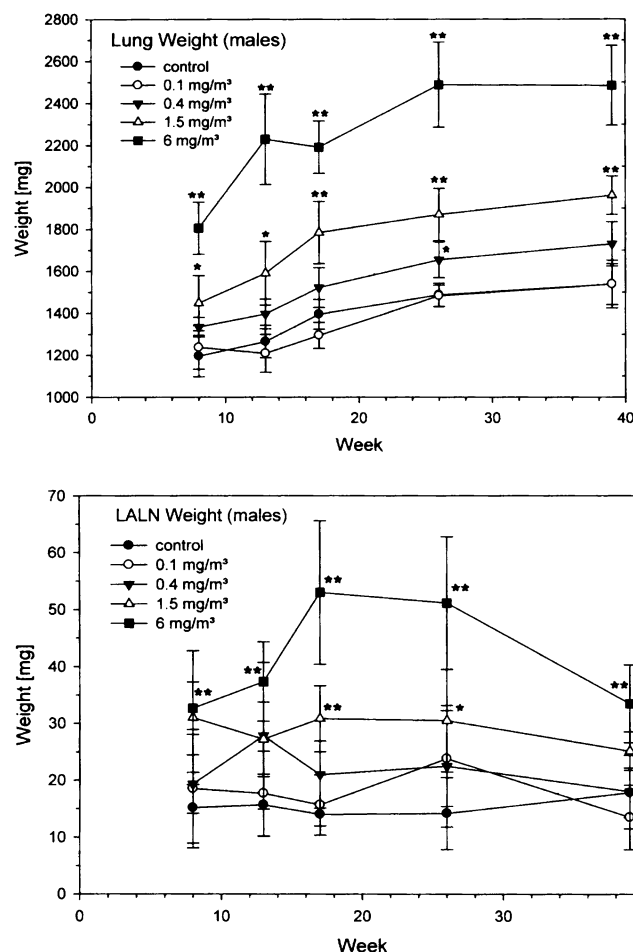 Lung Weight (males)
control
0.1 mg/m³
0.4 mg/m³
1.5 mg/m³
6 mg/m³
2800
2600
2400
2200
2000
1800
1600
1400
1200
1000
Weight [mg]
** ** ** ** **
* * ** ** **
*
0 10 20 30 40
Week
LALN Weight (males)
control
0.1 mg/m³
0.4 mg/m³
1.5 mg/m³
6 mg/m³
70
60
50
40
30
20
10
0
Weight [mg]
** ** ** ** **
** *
0 10 20 30
Week